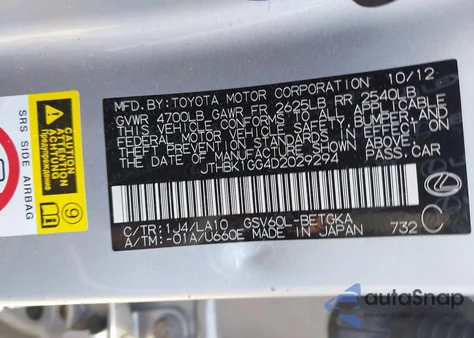 MFD. BY: TOYOTA MOTOR CORPORATION 10/12
GVWR 4700LB GAWR FR 2625LB RR 2540LB
THIS VEHICLE CONFORMS TO ALL APPLICABLE
FEDERAL MOTOR VEHICLE SAFETY, BUMPER, AND
THEFT PREVENTION STANDARDS IN EFFECT ON
THE DATE OF MANUFACTURE SHOWN ABOVE.
JTHBK1GG4D2029294 PASS.CAR
C/TR: 1J4/LA10 GSV60L-BETGKA
A/TM: -01A/U660E MADE IN JAPAN 732 C
SRS SIDE AIRBAG
CAUTION
ATTENTION
ACHTUNG
Предупреждение
9
autoSnap